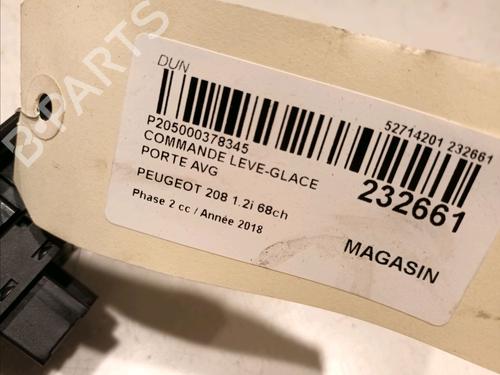 DUN
52714201 232661
P205000378345
COMMANDE LEVE-GLACE
PORTE AVG
232661
PEUGEOT 208 1.2i 68ch
Phase 2 cc / Année 2018
MAGASIN
B-PARTS